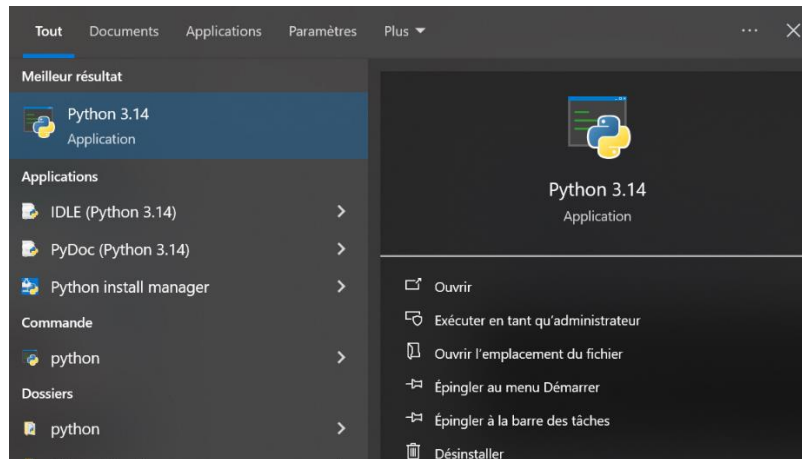 Tout Documents Applications Paramètres Plus
Meilleur résultat
Python 3.14
Application
Applications
IDLE (Python 3.14)
PyDoc (Python 3.14)
Python install manager
Commande
python
Dossiers
python
Python 3.14
Application
Ouvrir
Exécuter en tant qu'administrateur
Ouvrir l'emplacement du fichier
Épingler au menu Démarrer
Épingler à la barre des tâches
Désinstaller